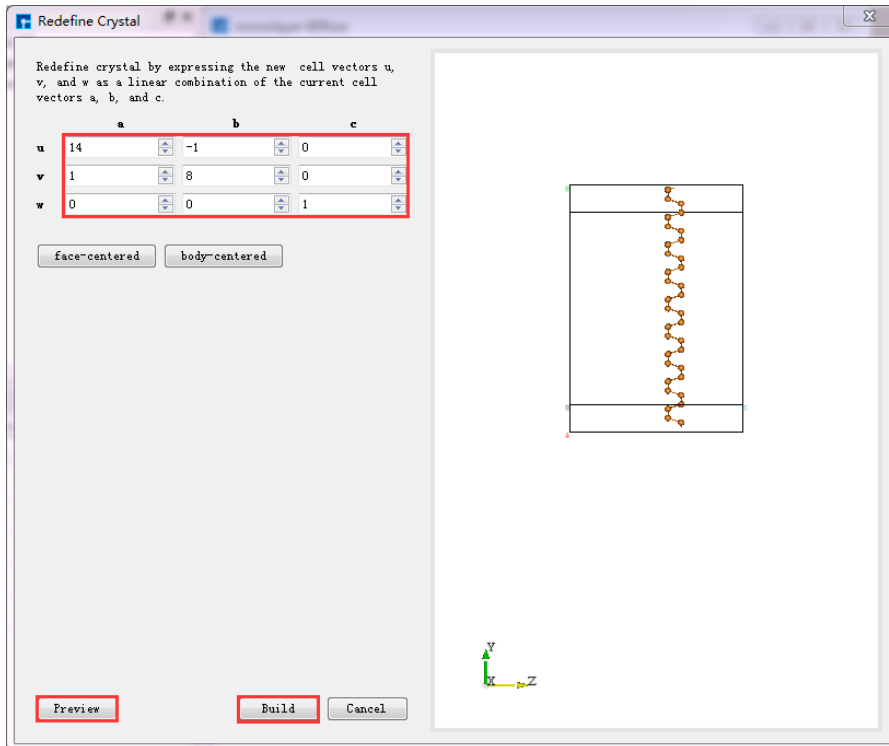 Redefine Crystal
Redefine crystal by expressing the new cell vectors u,
v, and w as a linear combination of the current cell
vectors a, b, and c.
a b c
u 14 -1 0
v 1 8 0
w 0 0 1
face-centered body-centered
Y
X Z
Preview Build Cancel